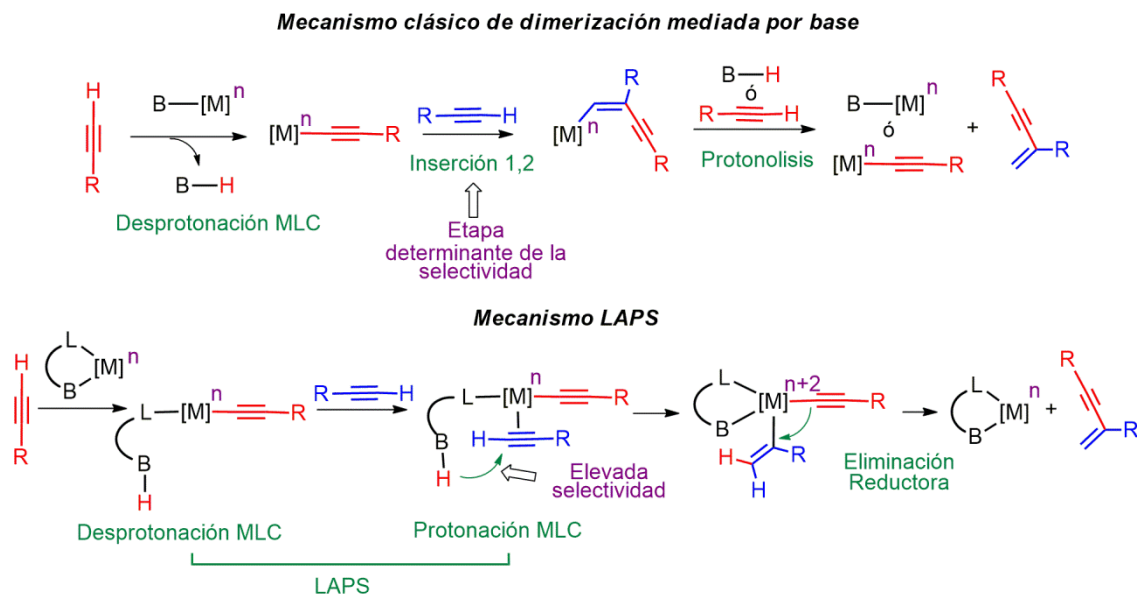 Mecanismo clásico de dimerización mediada por base
H
R
B [M] n
B H
Desprotonación MLC
[M] n R
R H
Inserción 1,2
Etapa
determinante de la
selectividad
R
[M] n
R
B H
ó
R H
Protonolisis
B [M] n
ó
[M] n R
+
R
R
Mecanismo LAPS
H
R
L
[M] n
B
L [M] n R
B
H
Desprotonación MLC
R H
L [M] n R
B
H
H R
Elevada
selectividad
Protonación MLC
LAPS
L
[M] n+2 R
B
H R
H
Eliminación
Reductora
L
[M] n
B
+
R
R